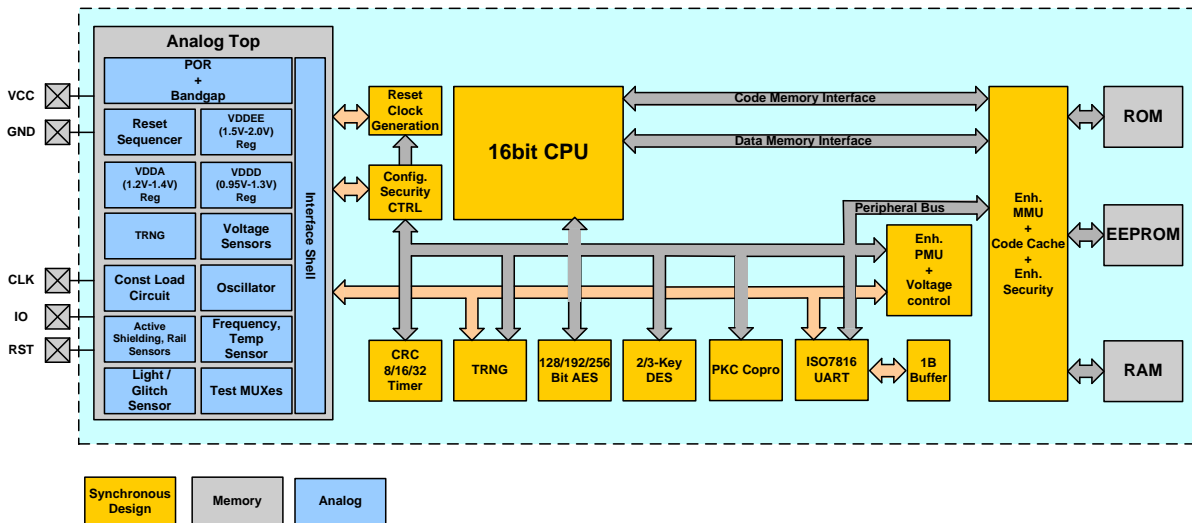 Analog Top
POR
+
Bandgap
Reset
Sequencer
VDDEE
(1.5V-2.0V)
Reg
VDDA
(1.2V-1.4V)
Reg
VDDD
(0.95V-1.3V)
Reg
TRNG
Voltage
Sensors
Const Load
Circuit
Oscillator
Active
Shielding, Rail
Sensors
Frequency,
Temp
Sensor
Light /
Glitch
Sensor
Test MUXes
Interface Shell
VCC
GND
CLK
IO
RST
Reset
Clock
Generation
Config.
Security
CTRL
16bit CPU
Code Memory Interface
Data Memory Interface
Peripheral Bus
Enh.
PMU
+
Voltage
control
Enh.
MMU
+
Code Cache
+
Enh.
Security
ROM
EEPROM
RAM
CRC
8/16/32
Timer
TRNG
128/192/256
Bit AES
2/3-Key
DES
PKC Copro
ISO7816
UART
1B
Buffer
Synchronous
Design
Memory
Analog